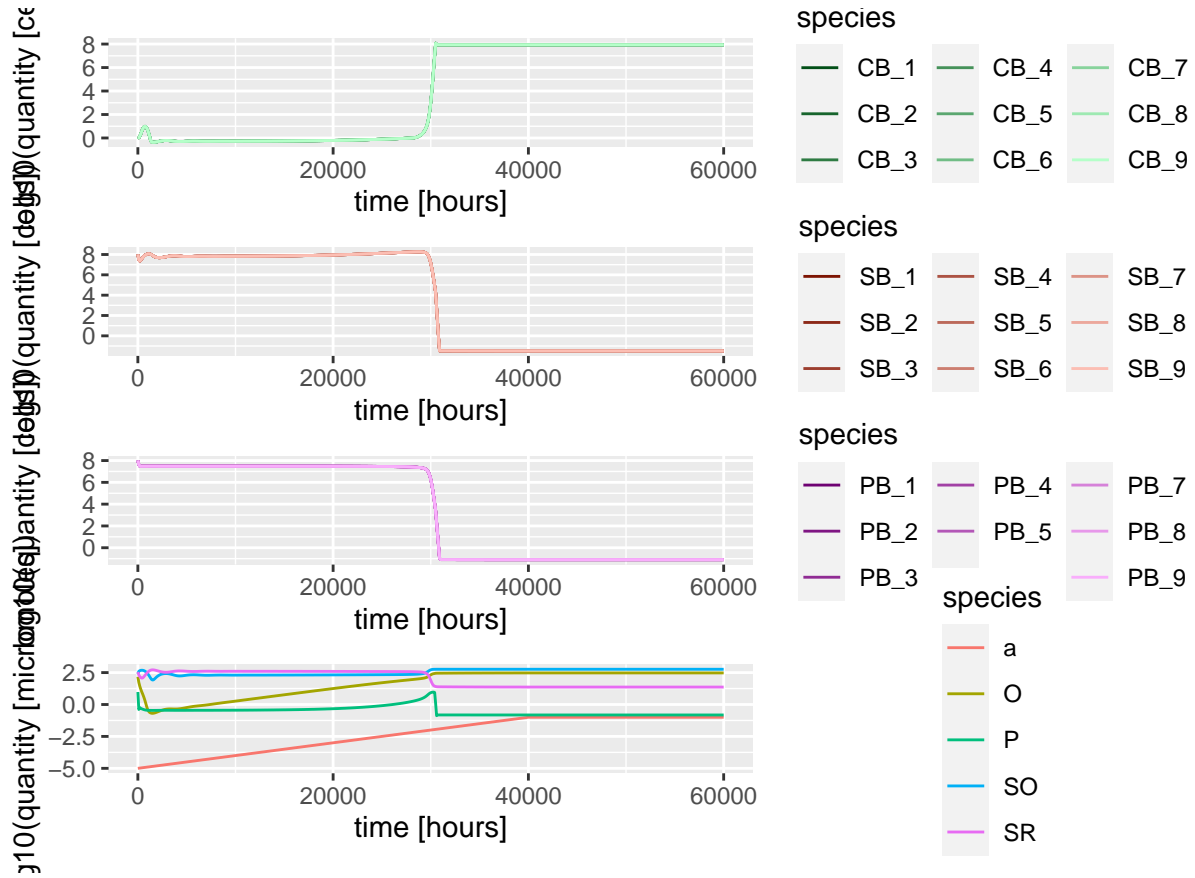 species
8
6
4
2
0
0 20000 40000 60000
time [hours]
CB_1 CB_4 CB_7
CB_2 CB_5 CB_8
CB_3 CB_6 CB_9
species
8
6
4
2
0
0 20000 40000 60000
time [hours]
SB_1 SB_4 SB_7
SB_2 SB_5 SB_8
SB_3 SB_6 SB_9
species
8
6
4
2
0
0 20000 40000 60000
time [hours]
PB_1 PB_4 PB_7
PB_2 PB_5 PB_8
PB_3 PB_9
species
2.5
0.0
−2.5
−5.0
0 20000 40000 60000
time [hours]
a
O
P
SO
SR